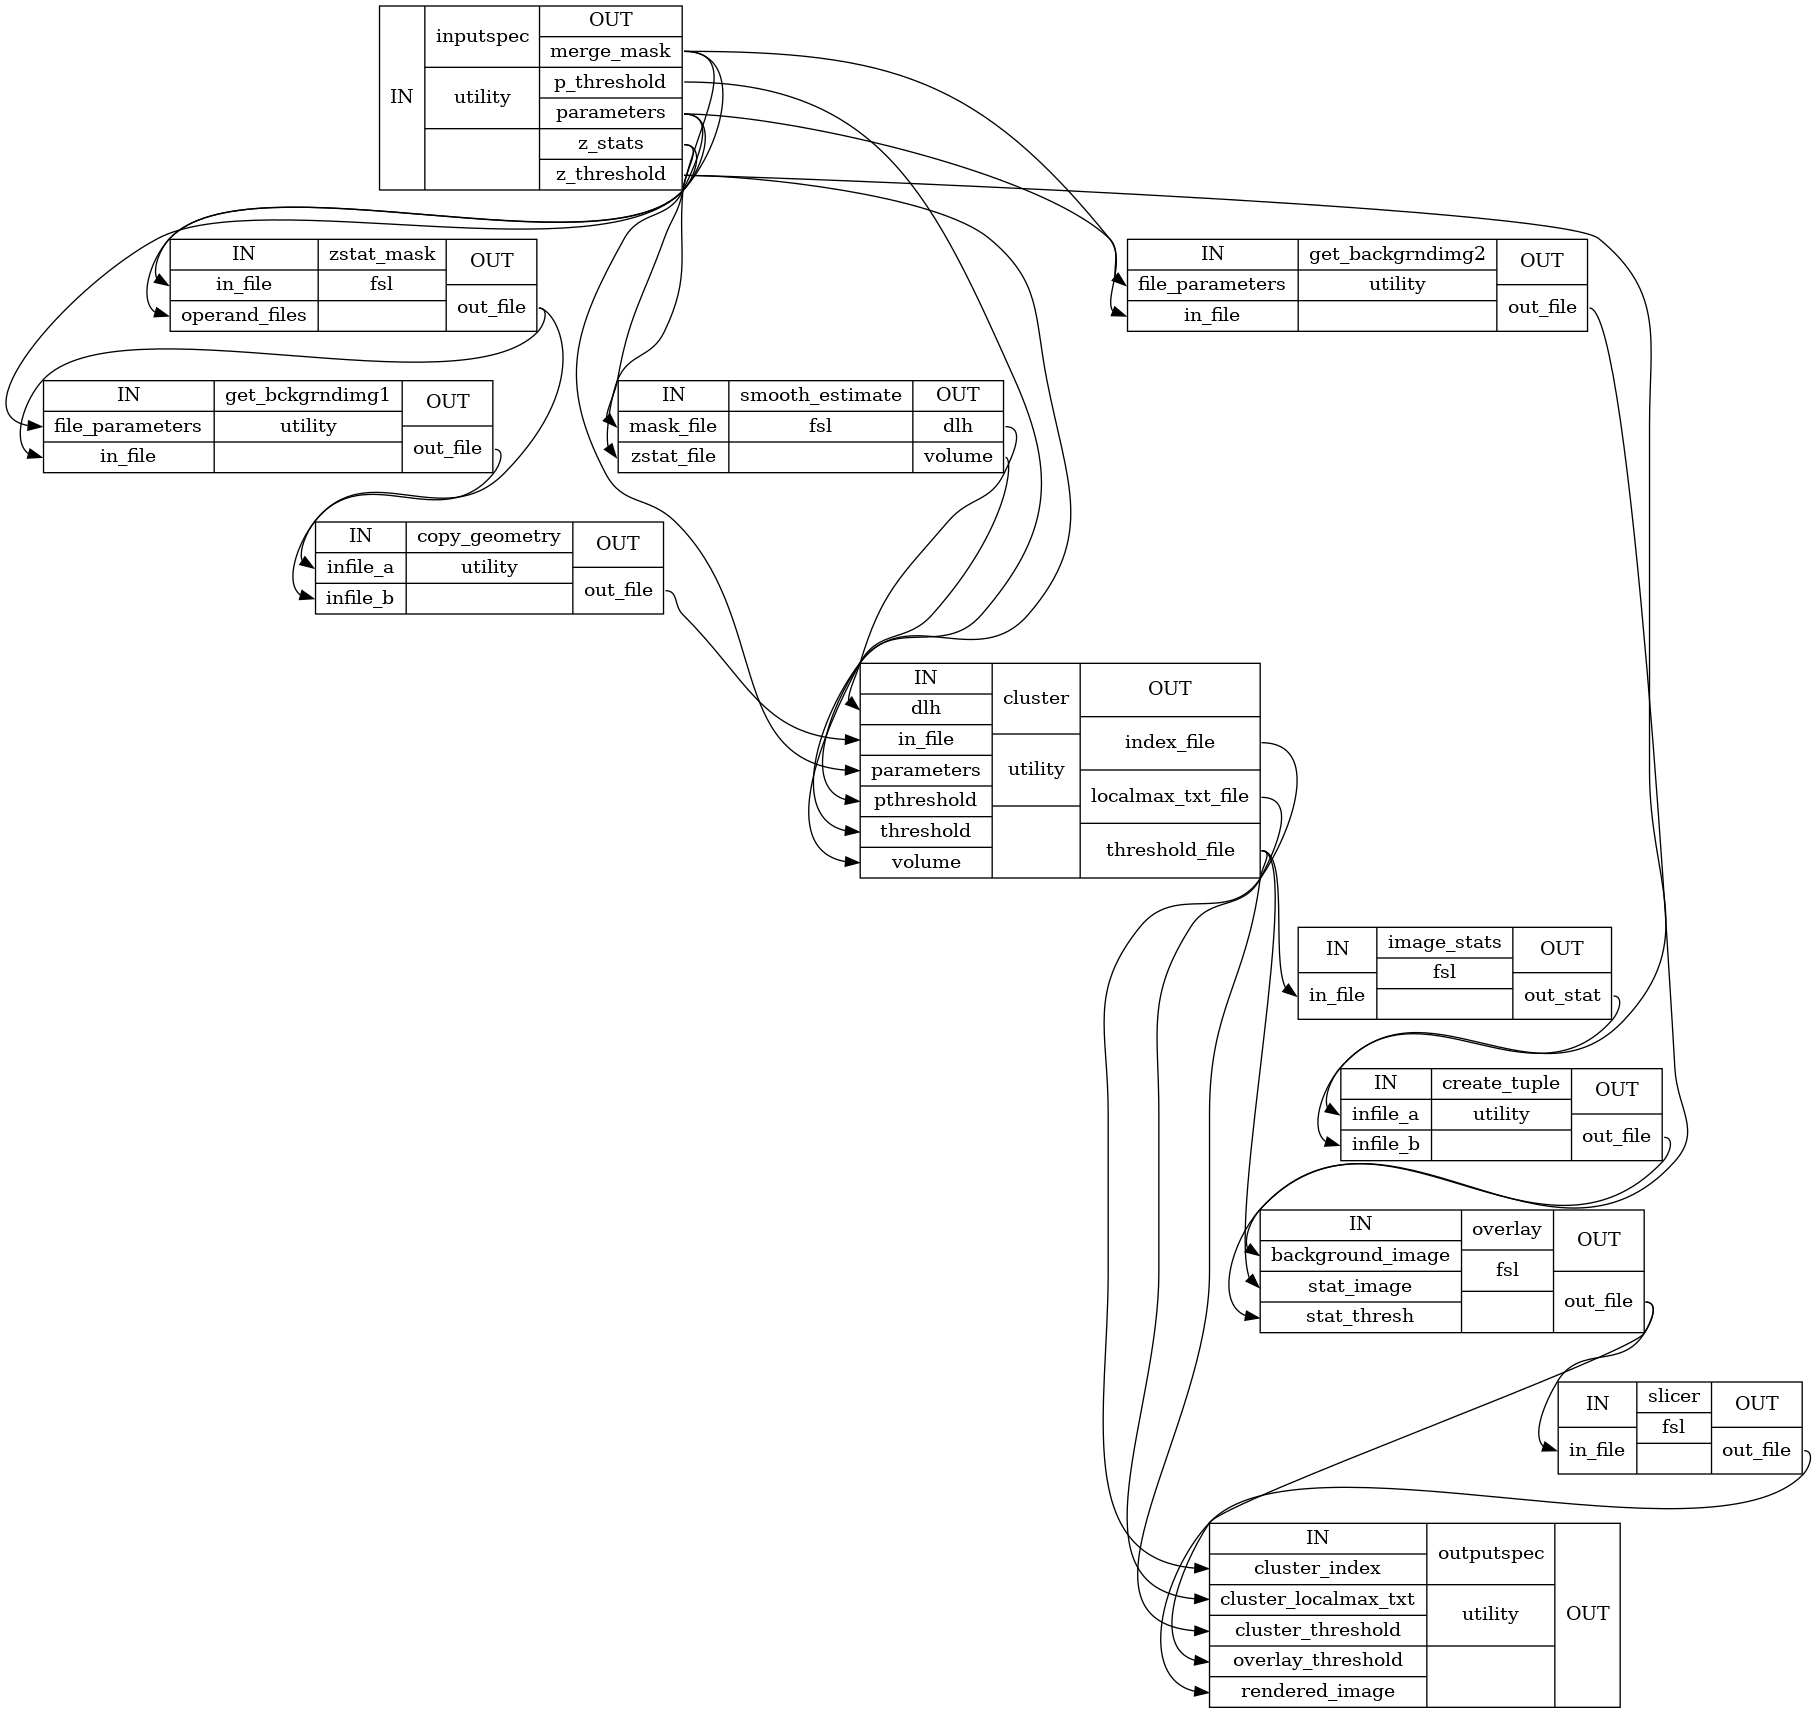 IN
inputspec
utility
OUT
merge_mask
p_threshold
parameters
z_stats
z_threshold
IN
in_file
operand_files
zstat_mask
fsl
OUT
out_file
IN
file_parameters
in_file
get_backgrndimg2
utility
OUT
out_file
IN
file_parameters
in_file
get_bckgrndimg1
utility
OUT
out_file
IN
mask_file
zstat_file
smooth_estimate
fsl
OUT
dlh
volume
IN
infile_a
infile_b
copy_geometry
utility
OUT
out_file
IN
dlh
in_file
parameters
pthreshold
threshold
volume
cluster
utility
OUT
index_file
localmax_txt_file
threshold_file
IN
in_file
image_stats
fsl
OUT
out_stat
IN
infile_a
infile_b
create_tuple
utility
OUT
out_file
IN
background_image
stat_image
stat_thresh
overlay
fsl
OUT
out_file
IN
in_file
slicer
fsl
OUT
out_file
IN
cluster_index
cluster_localmax_txt
cluster_threshold
overlay_threshold
rendered_image
outputspec
utility
OUT